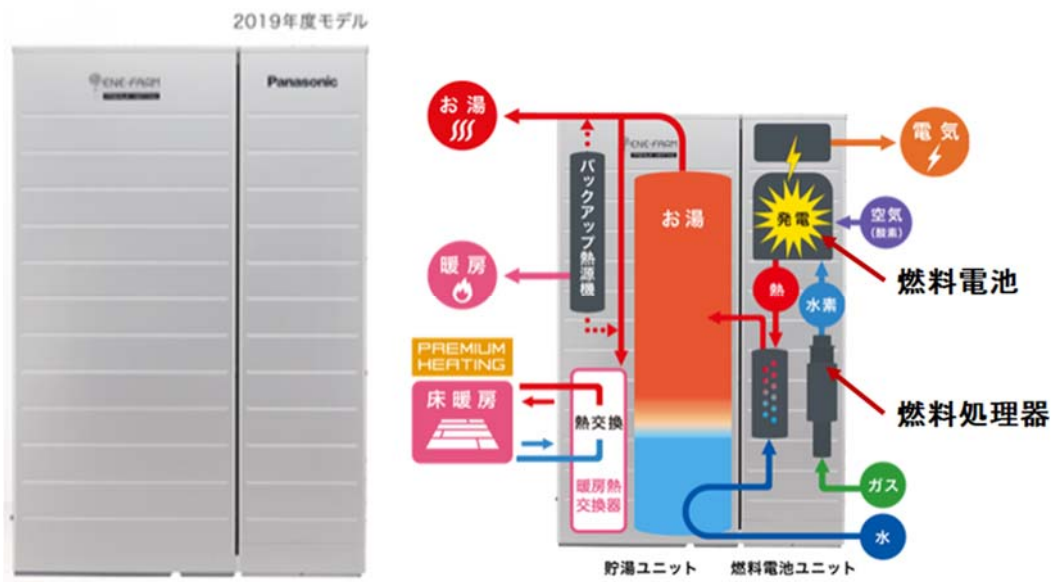 2019年度モデル
ENE-FARM
PREMIUM HEATING
Panasonic
お湯
ENE-FARM
電気
バックアップ熱源機
お湯
発電
空気
(酸素)
燃料電池
暖房
熱
水素
PREMIUM
HEATING
床暖房
熱交換
燃料処理器
暖房熱
交換器
ガス
水
貯湯ユニット
燃料電池ユニット